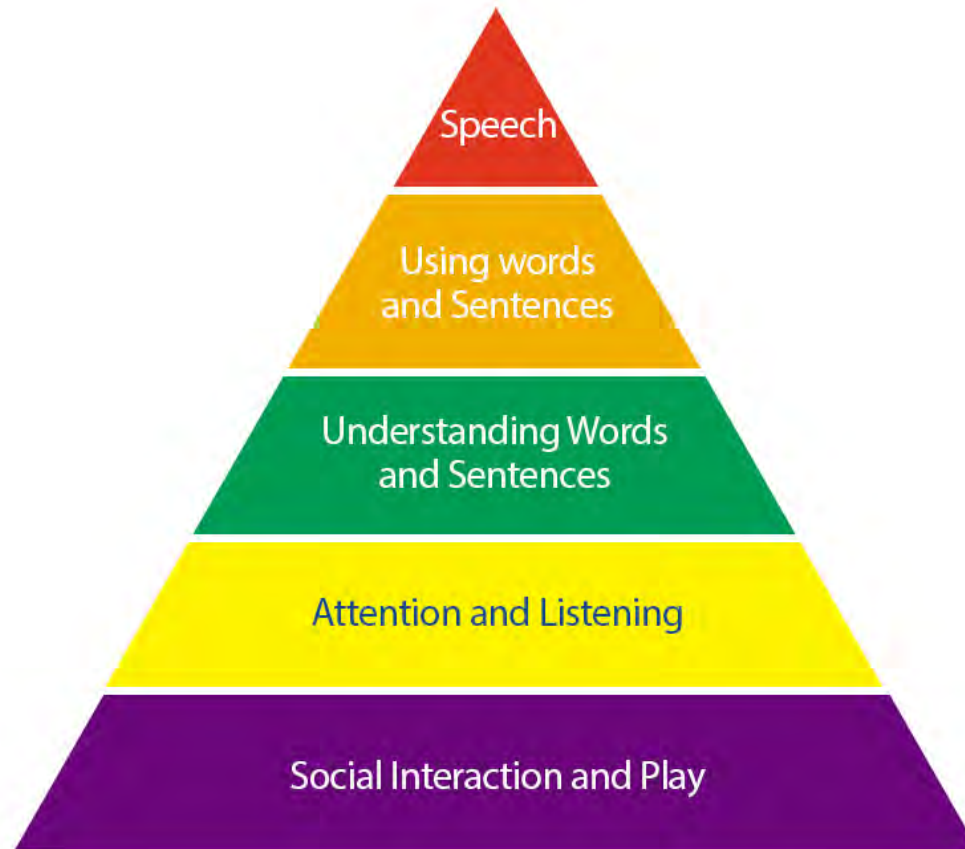 Speech
Using words
and Sentences
Understanding Words
and Sentences
Attention and Listening
Social Interaction and Play